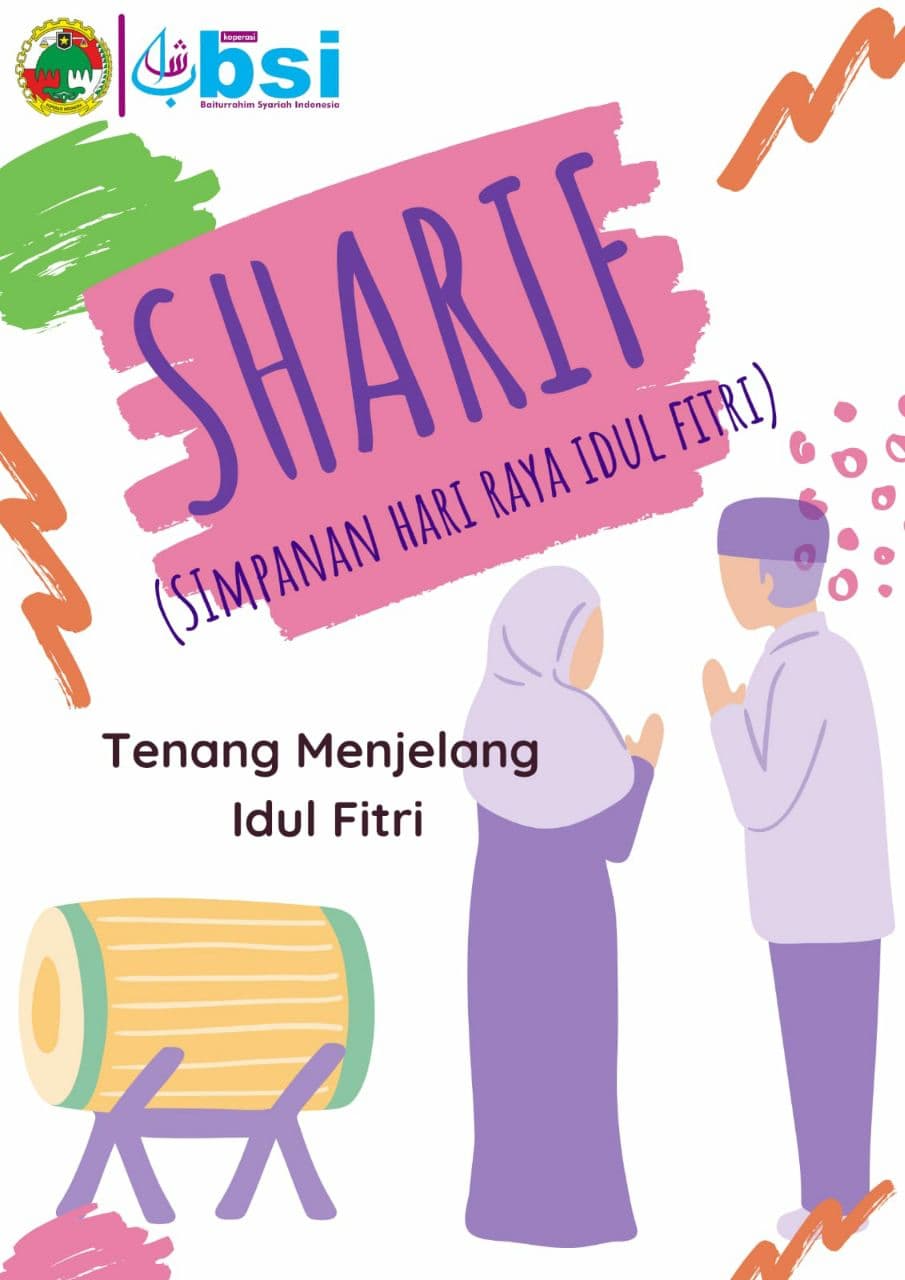 koperasi
bsi
Baiturrahim Syariah Indonesia
SHARIF
(SIMPANAN HARI RAYA IDUL FITRI)
Tenang Menjelang
Idul Fitri